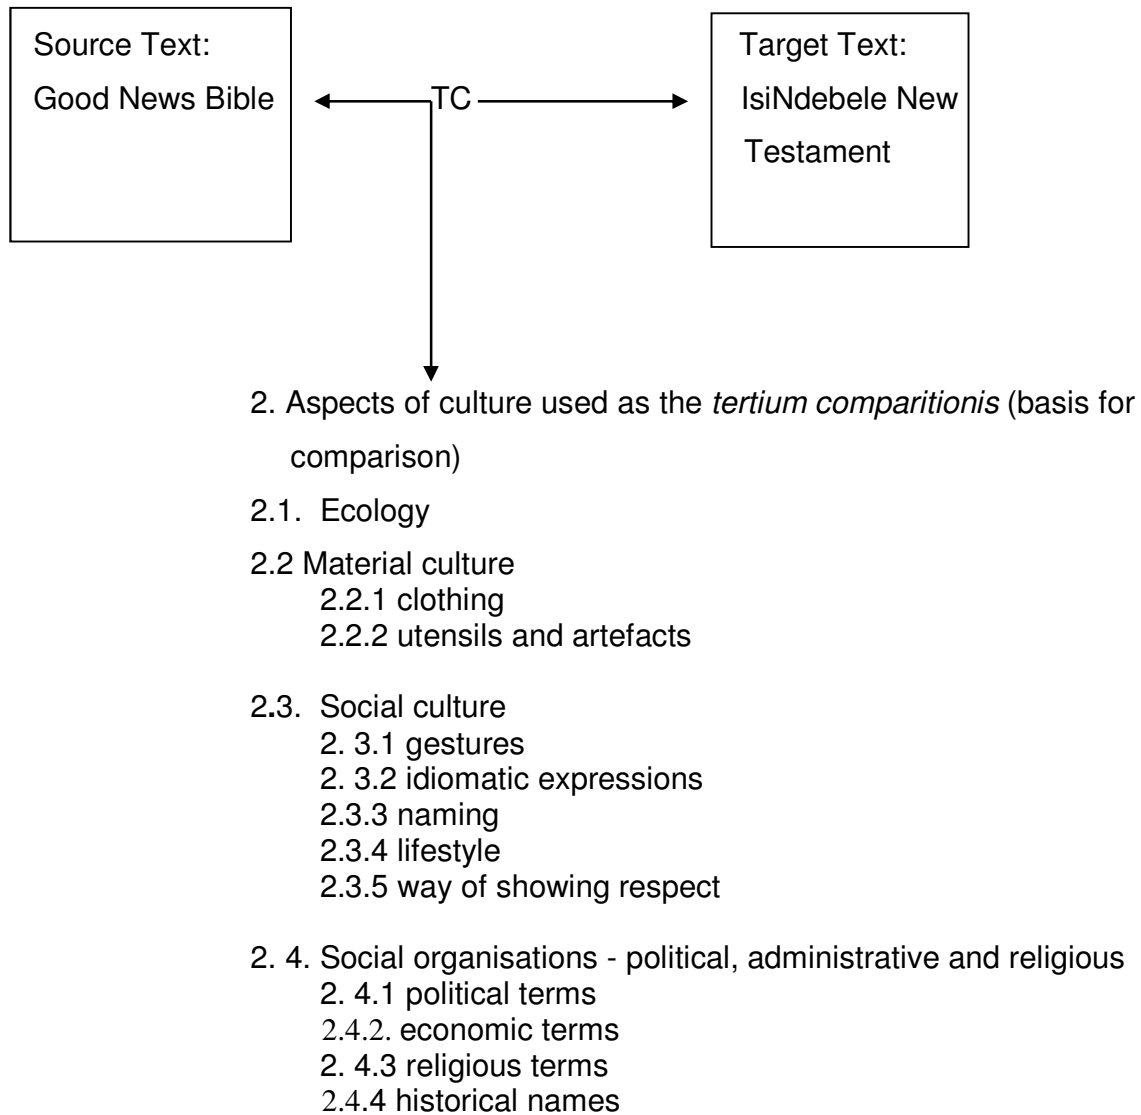 Source Text:
Good News Bible
TC
Target Text:
IsiNdebele New
Testament
2. Aspects of culture used as the tertium comparitionis (basis for
comparison)
2.1. Ecology
2.2 Material culture
2.2.1 clothing
2.2.2 utensils and artefacts
2.3. Social culture
2. 3.1 gestures
2. 3.2 idiomatic expressions
2.3.3 naming
2.3.4 lifestyle
2.3.5 way of showing respect
2. 4. Social organisations - political, administrative and religious
2. 4.1 political terms
2.4.2. economic terms
2. 4.3 religious terms
2.4.4 historical names